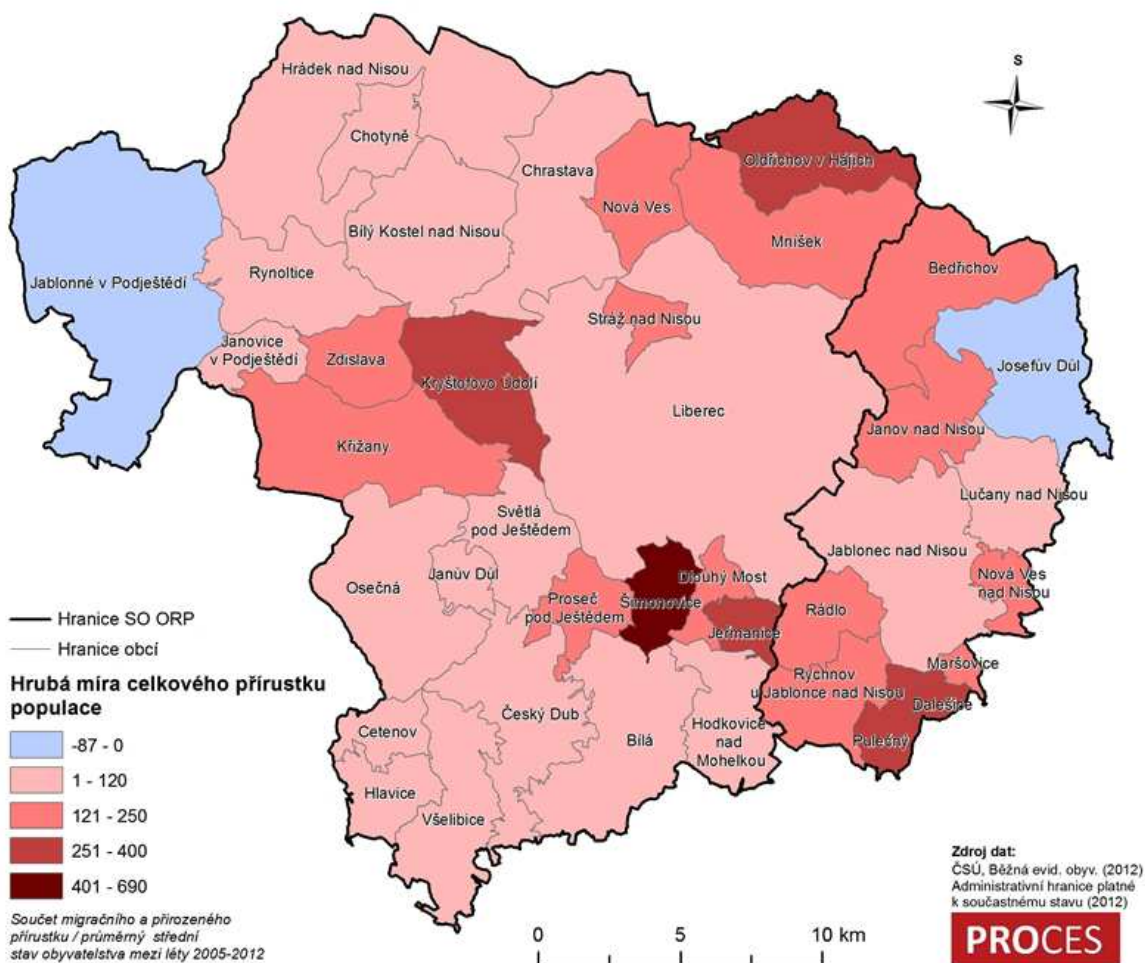 S
Hrádek nad Nisou
Chotyně
Chrastava
Oldřichov v Hájích
Nová Ves
Bílý Kostel nad Nisou
Mníšek
Bedřichov
Rynoltice
Jablonné v Podještědí
Stráž nad Nisou
Janovice
v Podještědí
Zdislava
Kryštofovo Údolí
Josefův Důl
Liberec
Křižany
Janov nad Nisou
Lučany nad Nisou
Světlá
pod Ještědem
Jablonec nad Nisou
Osečná
Janův Důl
Dlouhý Most
Nová Ves
nad Nisou
Proseč
pod Ještědem
Šimonovice
Rádlo
Jeřmanice
Maršovice
Rychnov
u Jablonce nad Nisou
Dalešice
Český Dub
Bílá
Hodkovice
nad
Mohelkou
Pulečný
Cetenov
Hlavice
Všelibice
Hranice SO ORP
Hranice obcí
Hrubá míra celkového přírustku
populace
-87 - 0
1 - 120
121 - 250
251 - 400
401 - 690
Součet migračního a přirozeného
přírustku / průměrný střední
stav obyvatelstva mezi léty 2005-2012
0 5 10 km
Zdroj dat:
ČSÚ, Běžná evid. obyv. (2012)
Administrativní hranice platné
k součastnému stavu (2012)
PROCES